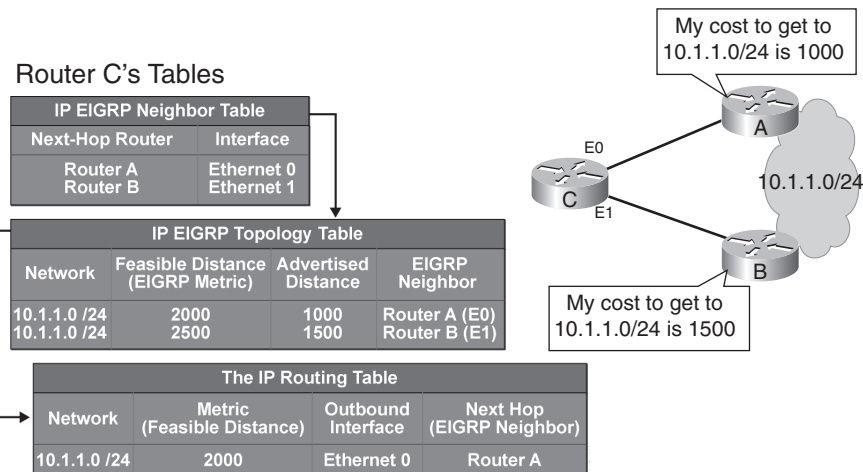 My cost to get to
10.1.1.0/24 is 1000
Router C's Tables
IP EIGRP Neighbor Table
Next-Hop Router Interface
Router A Ethernet 0
Router B Ethernet 1
A
E0
C
E1
10.1.1.0/24
B
My cost to get to
10.1.1.0/24 is 1500
IP EIGRP Topology Table
Network Feasible Distance (EIGRP Metric) Advertised Distance EIGRP Neighbor
10.1.1.0 /24 2000 1000 Router A (E0)
10.1.1.0 /24 2500 1500 Router B (E1)
The IP Routing Table
Network Metric (Feasible Distance) Outbound Interface Next Hop (EIGRP Neighbor)
10.1.1.0 /24 2000 Ethernet 0 Router A